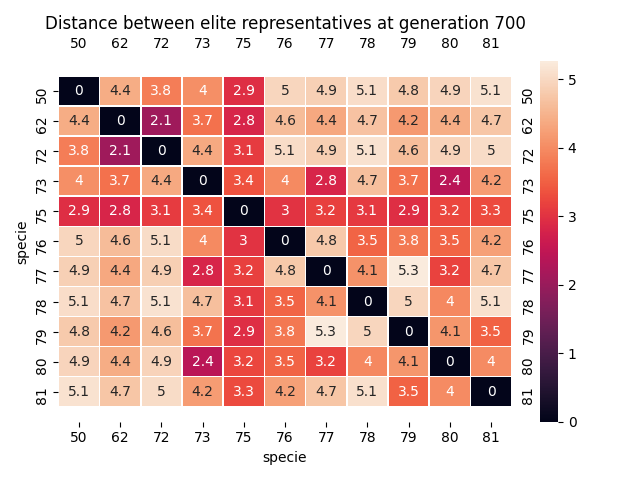 Distance between elite representatives at generation 700
50 62 72 73 75 76 77 78 79 80 81
50 0 4.4 3.8 4 2.9 5 4.9 5.1 4.8 4.9 5.1 50
62 4.4 0 2.1 3.7 2.8 4.6 4.4 4.7 4.2 4.4 4.7 62
72 3.8 2.1 0 4.4 3.1 5.1 4.9 5.1 4.6 4.9 5 72
73 4 3.7 4.4 0 3.4 4 2.8 4.7 3.7 2.4 4.2 73
75 2.9 2.8 3.1 3.4 0 3 3.2 3.1 2.9 3.2 3.3 75
76 5 4.6 5.1 4 3 0 4.8 3.5 3.8 3.5 4.2 76
77 4.9 4.4 4.9 2.8 3.2 4.8 0 4.1 5.3 3.2 4.7 77
78 5.1 4.7 5.1 4.7 3.1 3.5 4.1 0 5 4 5.1 78
79 4.8 4.2 4.6 3.7 2.9 3.8 5.3 5 0 4.1 3.5 79
80 4.9 4.4 4.9 2.4 3.2 3.5 3.2 4 4.1 0 4 80
81 5.1 4.7 5 4.2 3.3 4.2 4.7 5.1 3.5 4 0 81
50 62 72 73 75 76 77 78 79 80 81
specie
specie
5
4
3
2
1
0